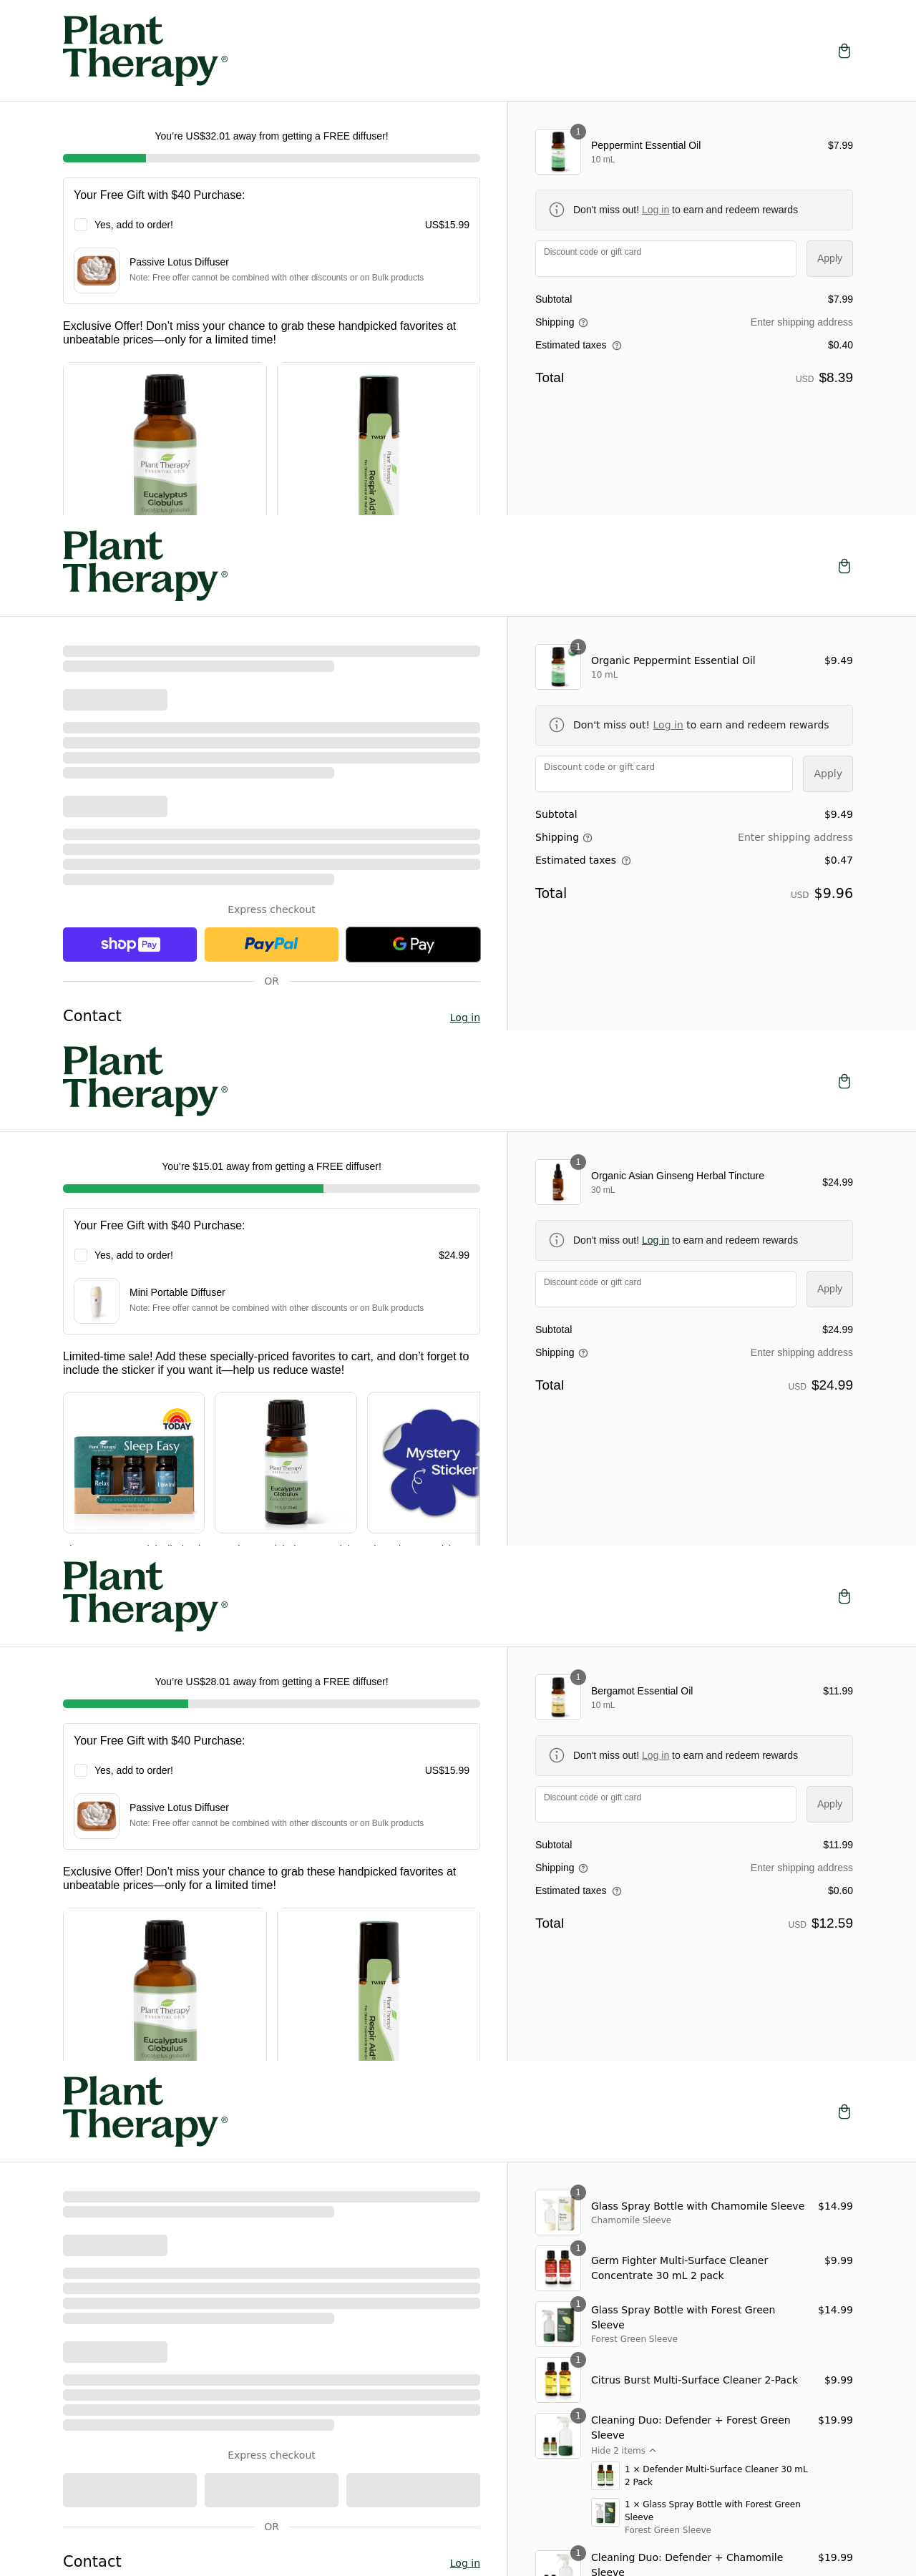 Plant
Therapy®
You're US$32.01 away from getting a FREE diffuser!
Your Free Gift with $40 Purchase:
Yes, add to order! US$15.99
Passive Lotus Diffuser
Note: Free offer cannot be combined with other discounts or on Bulk products
Exclusive Offer! Don't miss your chance to grab these handpicked favorites at
unbeatable prices—only for a limited time!
Plant Therapy
ESSENTIAL OILS
Eucalyptus
Globulus
TWIST
Plant Therapy
Respir Aid
1
Peppermint Essential Oil $7.99
10 mL
Don't miss out! Log in to earn and redeem rewards
Discount code or gift card
Apply
Subtotal $7.99
Shipping Enter shipping address
Estimated taxes $0.40
Total USD $8.39
Plant
Therapy®
Express checkout
shop Pay
PayPal
G Pay
OR
Contact Log in
1
Organic Peppermint Essential Oil $9.49
10 mL
Don't miss out! Log in to earn and redeem rewards
Discount code or gift card
Apply
Subtotal $9.49
Shipping Enter shipping address
Estimated taxes $0.47
Total USD $9.96
Plant
Therapy®
You're $15.01 away from getting a FREE diffuser!
Your Free Gift with $40 Purchase:
Yes, add to order! $24.99
Mini Portable Diffuser
Note: Free offer cannot be combined with other discounts or on Bulk products
Limited-time sale! Add these specially-priced favorites to cart, and don't forget to
include the sticker if you want it—help us reduce waste!
TODAY
Plant Therapy
Sleep Easy
Relax
Unwind
Plant Therapy
Eucalyptus
Globulus
Mystery
Sticker
1
Organic Asian Ginseng Herbal Tincture $24.99
30 mL
Don't miss out! Log in to earn and redeem rewards
Discount code or gift card
Apply
Subtotal $24.99
Shipping Enter shipping address
Total USD $24.99
Plant
Therapy®
You're US$28.01 away from getting a FREE diffuser!
Your Free Gift with $40 Purchase:
Yes, add to order! US$15.99
Passive Lotus Diffuser
Note: Free offer cannot be combined with other discounts or on Bulk products
Exclusive Offer! Don't miss your chance to grab these handpicked favorites at
unbeatable prices—only for a limited time!
Plant Therapy
ESSENTIAL OILS
Eucalyptus
Globulus
TWIST
Plant Therapy
Respir Aid
1
Bergamot Essential Oil $11.99
10 mL
Don't miss out! Log in to earn and redeem rewards
Discount code or gift card
Apply
Subtotal $11.99
Shipping Enter shipping address
Estimated taxes $0.60
Total USD $12.59
Plant
Therapy®
Express checkout
OR
Contact Log in
1
Glass Spray Bottle with Chamomile Sleeve $14.99
Chamomile Sleeve
1
Germ Fighter Multi-Surface Cleaner $9.99
Concentrate 30 mL 2 pack
1
Glass Spray Bottle with Forest Green $14.99
Sleeve
Forest Green Sleeve
1
Citrus Burst Multi-Surface Cleaner 2-Pack $9.99
1
Cleaning Duo: Defender + Forest Green $19.99
Sleeve
Hide 2 items
1 × Defender Multi-Surface Cleaner 30 mL
2 Pack
1 × Glass Spray Bottle with Forest Green
Sleeve
Forest Green Sleeve
1
Cleaning Duo: Defender + Chamomile $19.99
Sleeve